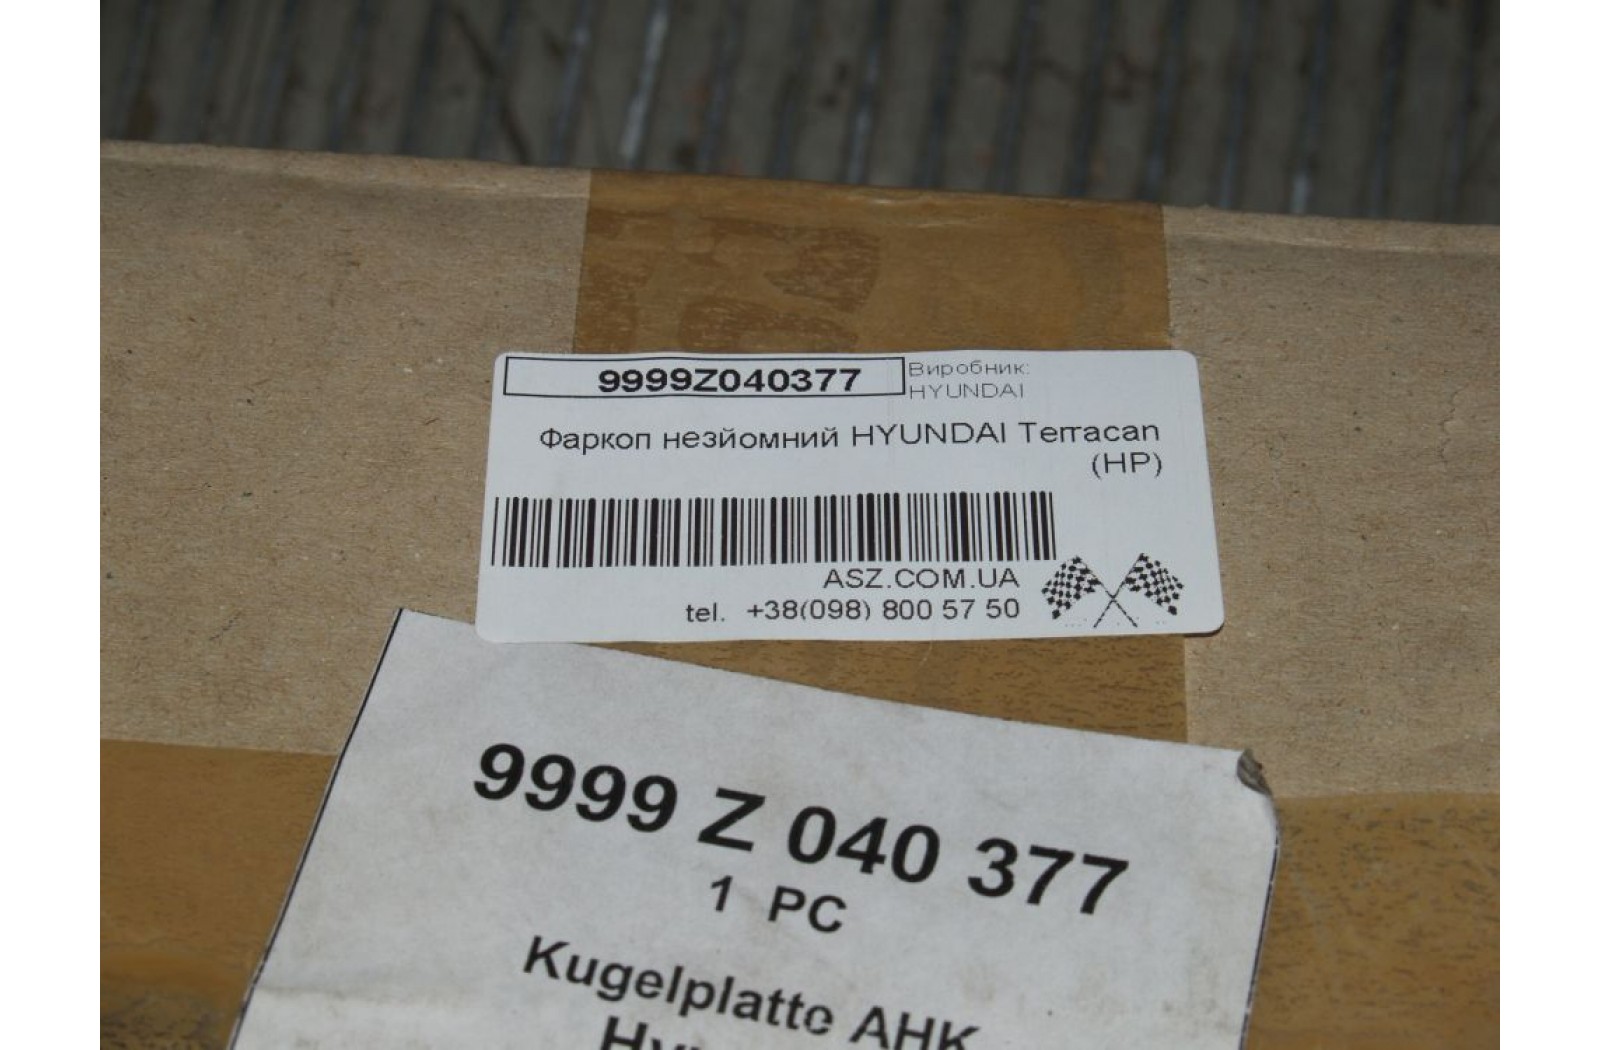 9999Z040377
Виробник:
HYUNDAI
Фаркоп незйомний HYUNDAI Terracan
(HP)
ASZ.COM.UA
tel. +38(098) 800 57 50
9999 Z 040 377
1 PC
Kugelplatte AHK